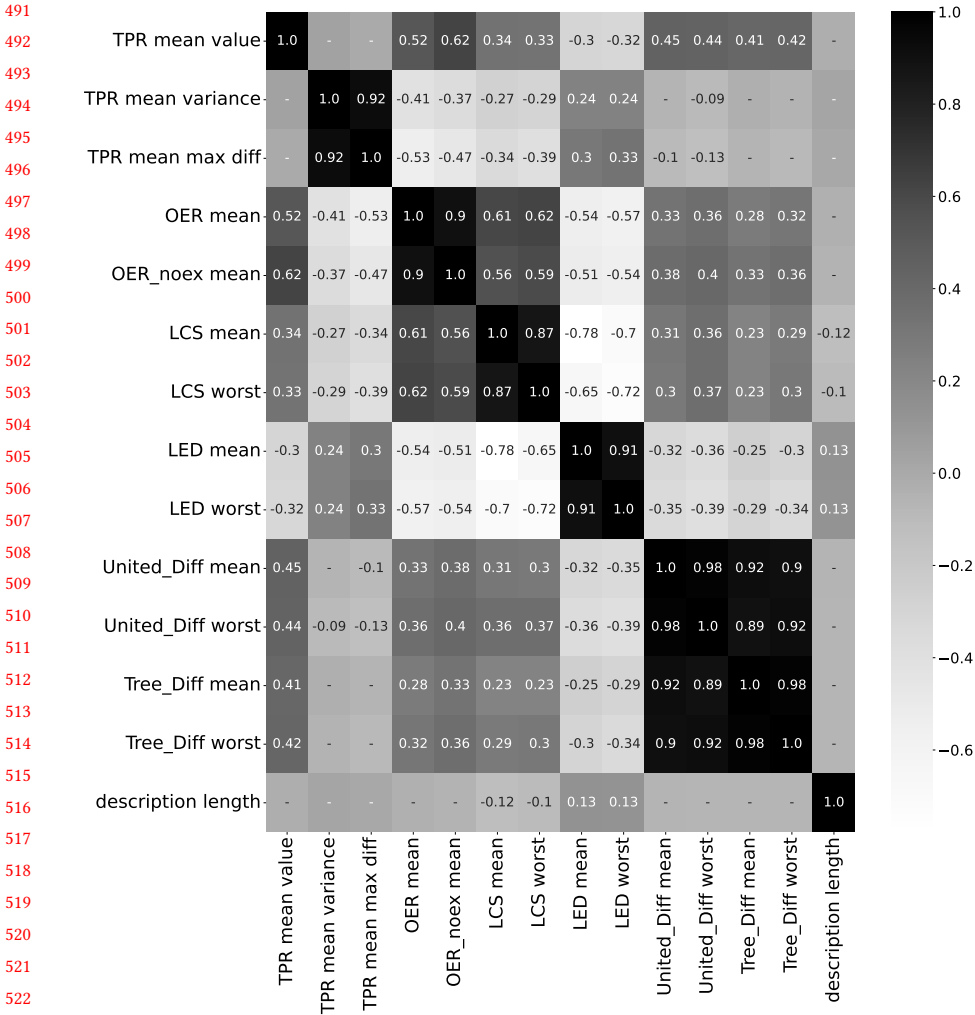 491
492
493
494
495
496
497
498
499
500
501
502
503
504
505
506
507
508
509
510
511
512
513
514
515
516
517
518
519
520
521
522
TPR mean value 1.0 - - 0.52 0.62 0.34 0.33 -0.3 -0.32 0.45 0.44 0.41 0.42 -
TPR mean variance - 1.0 0.92 -0.41 -0.37 -0.27 -0.29 0.24 0.24 - -0.09 - - -
TPR mean max diff - 0.92 1.0 -0.53 -0.47 -0.34 -0.39 0.3 0.33 -0.1 -0.13 - - -
OER mean 0.52 -0.41 -0.53 1.0 0.9 0.61 0.62 -0.54 -0.57 0.33 0.36 0.28 0.32 -
OER_noex mean 0.62 -0.37 -0.47 0.9 1.0 0.56 0.59 -0.51 -0.54 0.38 0.4 0.33 0.36 -
LCS mean 0.34 -0.27 -0.34 0.61 0.56 1.0 0.87 -0.78 -0.7 0.31 0.36 0.23 0.29 -0.12
LCS worst 0.33 -0.29 -0.39 0.62 0.59 0.87 1.0 -0.65 -0.72 0.3 0.37 0.23 0.3 -0.1
LED mean -0.3 0.24 0.3 -0.54 -0.51 -0.78 -0.65 1.0 0.91 -0.32 -0.36 -0.25 -0.3 0.13
LED worst -0.32 0.24 0.33 -0.57 -0.54 -0.7 -0.72 0.91 1.0 -0.35 -0.39 -0.29 -0.34 0.13
United_Diff mean 0.45 - -0.1 0.33 0.38 0.31 0.3 -0.32 -0.35 1.0 0.98 0.92 0.9 -
United_Diff worst 0.44 -0.09 -0.13 0.36 0.4 0.36 0.37 -0.36 -0.39 0.98 1.0 0.89 0.92 -
Tree_Diff mean 0.41 - - 0.28 0.33 0.23 0.23 -0.25 -0.29 0.92 0.89 1.0 0.98 -
Tree_Diff worst 0.42 - - 0.32 0.36 0.29 0.3 -0.3 -0.34 0.9 0.92 0.98 1.0 -
description length - - - - - -0.12 -0.1 0.13 0.13 - - - - 1.0
TPR mean value
TPR mean variance
TPR mean max diff
OER mean
OER_noex mean
LCS mean
LCS worst
LED mean
LED worst
United_Diff mean
United_Diff worst
Tree_Diff mean
Tree_Diff worst
description length
1.0
0.8
0.6
0.4
0.2
0.0
−0.2
−0.4
−0.6